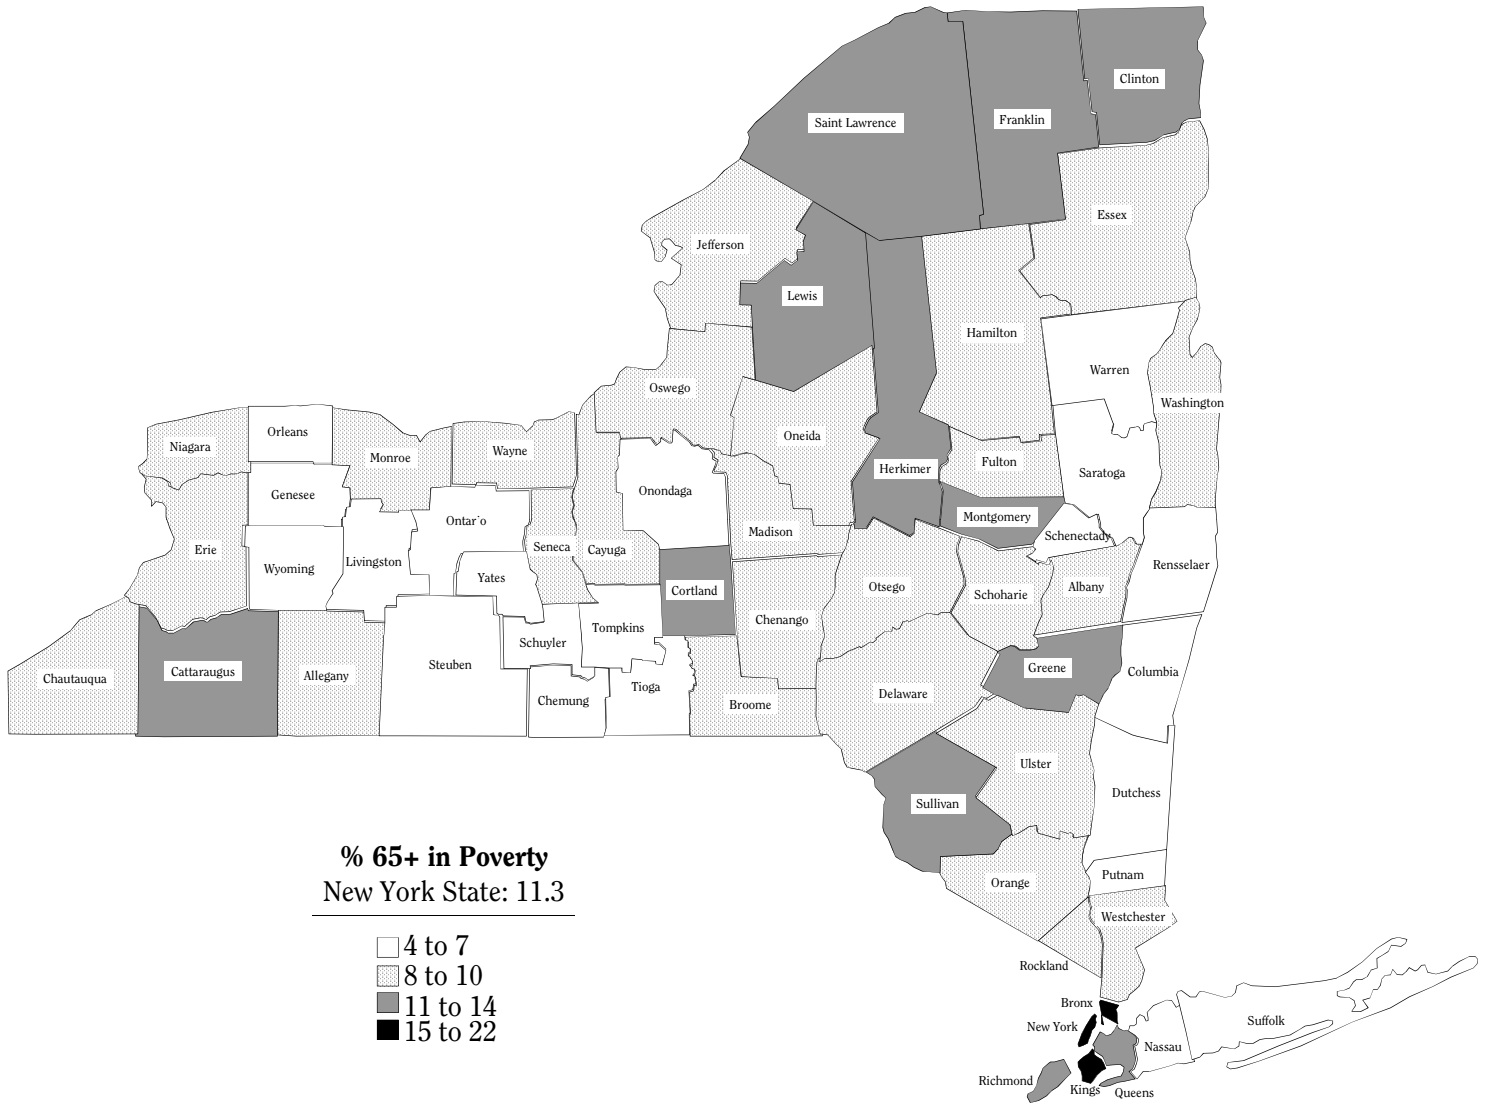 Clinton
Saint Lawrence
Franklin
Essex
Jefferson
Lewis
Hamilton
Warren
Oswego
Washington
Orleans
Oneida
Niagara
Monroe
Wayne
Herkimer
Fulton
Saratoga
Genesee
Onondaga
Montgomery
Ontar`o
Madison
Schenectady
Erie
Seneca
Cayuga
Livingston
Rensselaer
Wyoming
Yates
Otsego
Albany
Cortland
Schoharie
Chenango
Tompkins
Schuyler
Steuben
Greene
Columbia
Cattaraugus
Allegany
Chautauqua
Tioga
Delaware
Chemung
Broome
Ulster
Dutchess
Sullivan
% 65+ in Poverty
New York State: 11.3
Putnam
Orange
Westchester
4 to 7
Rockland
8 to 10
Bronx
11 to 14
Suffolk
New York
15 to 22
Nassau
Richmond
Kings
Queens